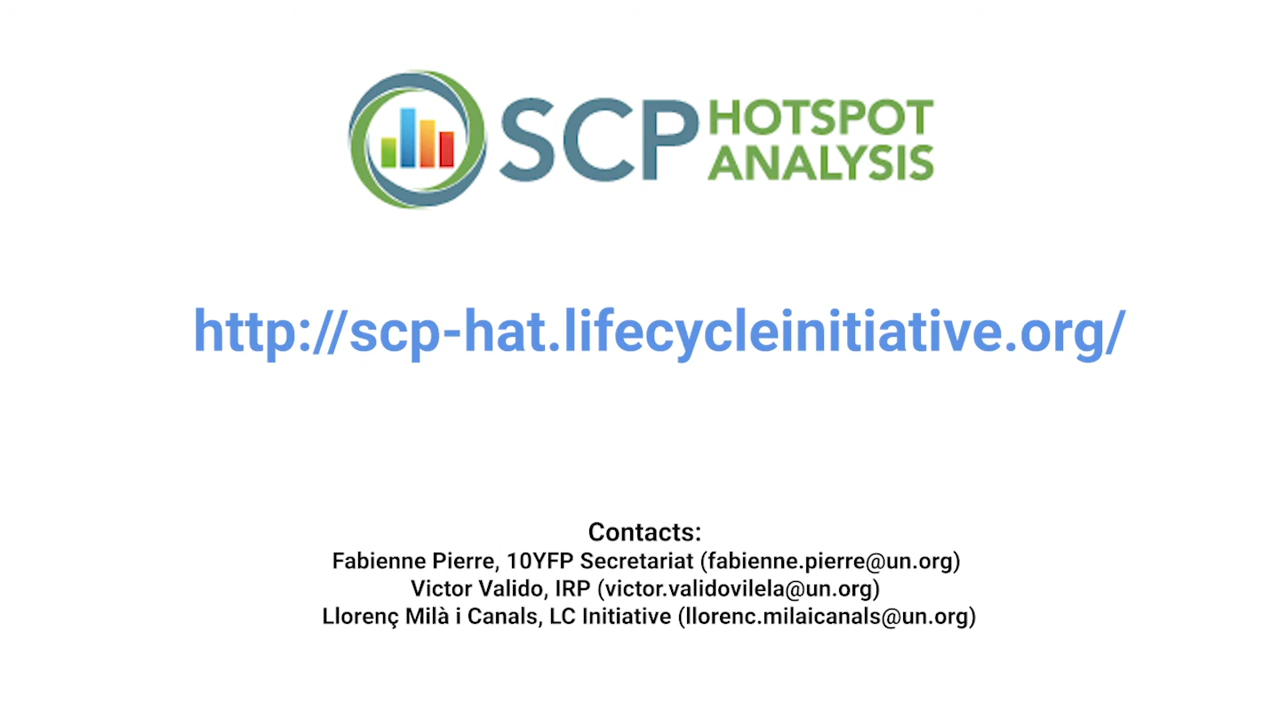 SCP HOTSPOT
ANALYSIS
http://scp-hat.lifecycleinitiative.org/
Contacts:
Fabienne Pierre, 10YFP Secretariat (fabienne.pierre@un.org)
Victor Valido, IRP (victor.validovilela@un.org)
Llorenç Milà i Canals, LC Initiative (llorenc.milaicanals@un.org)